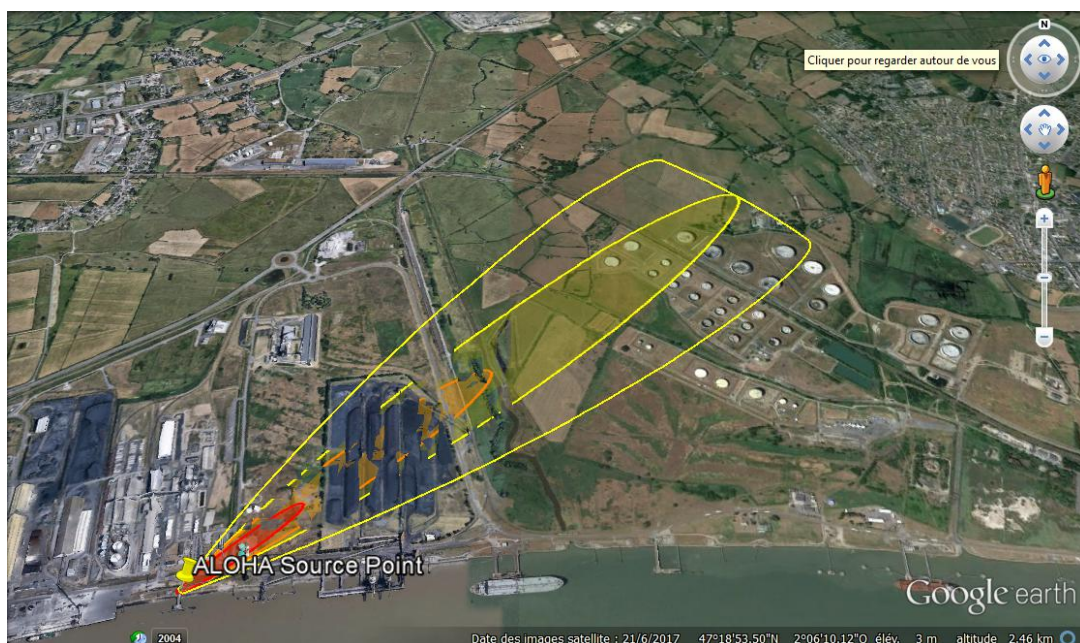 N
Cliquer pour regarder autour de vous
ALOHA Source Point
Google earth
2004
Date des images satellite : 21/6/2017 47°18'53.50"N 2°06'10.12"O élév. 3 m altitude 2.46 km